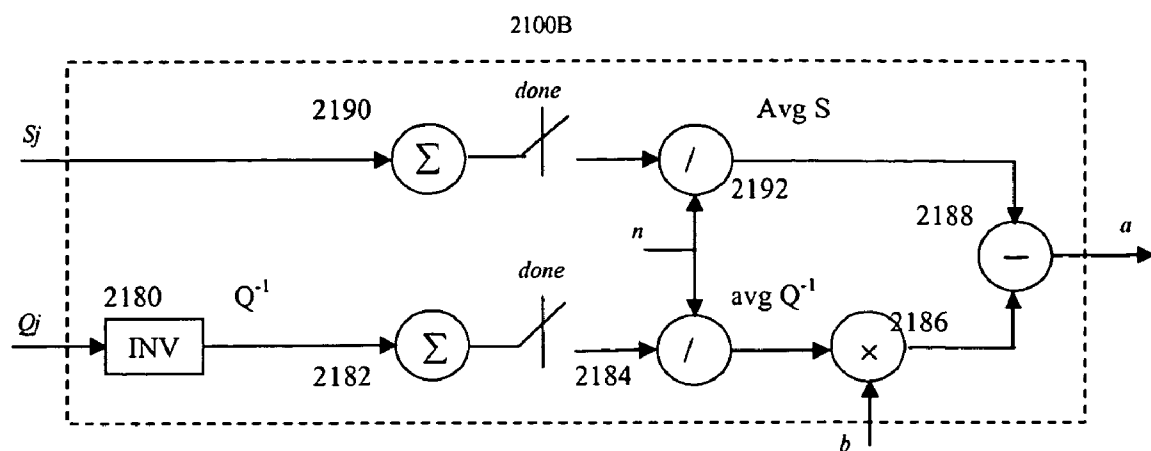 2100B
done
2190
Avg S
Sj
Σ
/
2192
2188
n
a
done
−
2180
Q⁻¹
avg Q⁻¹
Qj
2186
INV
Σ
/
×
2182
2184
b